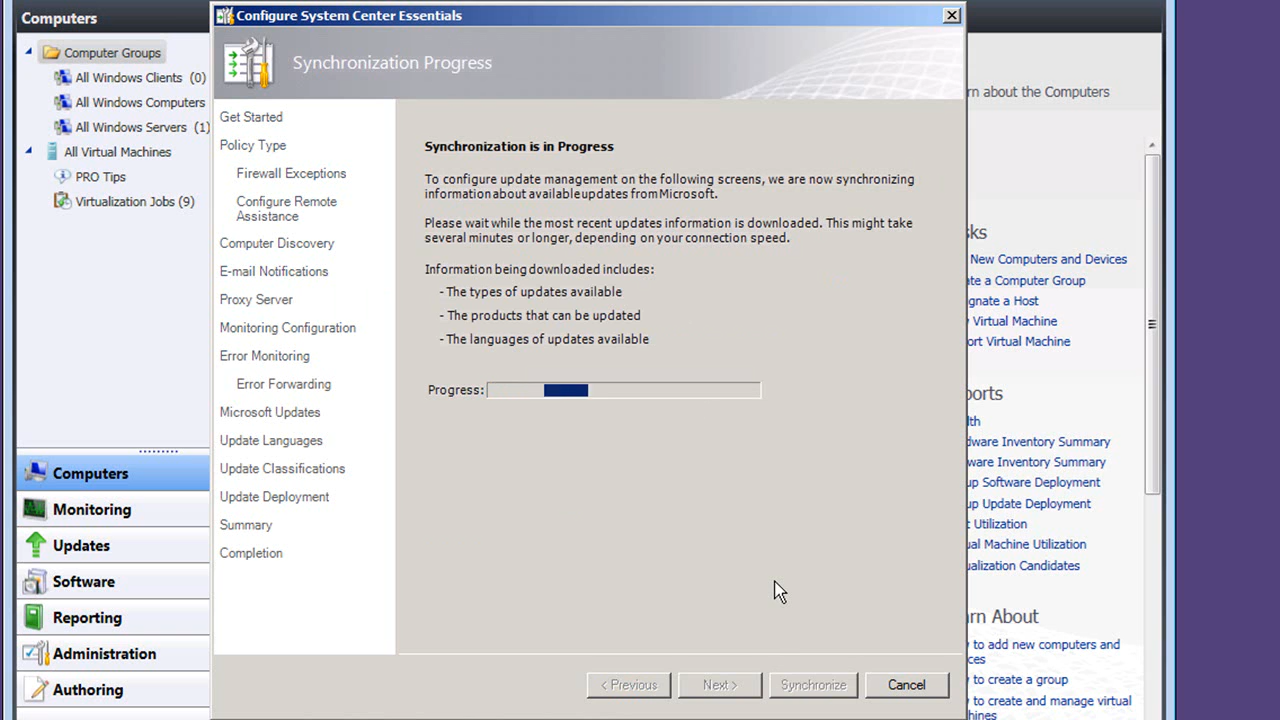 Computers
Computer Groups
All Windows Clients (0)
All Windows Computers
All Windows Servers (1)
All Virtual Machines
PRO Tips
Virtualization Jobs (9)
Computers
Monitoring
Updates
Software
Reporting
Administration
Authoring
Configure System Center Essentials
Synchronization Progress
Get Started
Policy Type
Firewall Exceptions
Configure Remote
Assistance
Computer Discovery
E-mail Notifications
Proxy Server
Monitoring Configuration
Error Monitoring
Error Forwarding
Microsoft Updates
Update Languages
Update Classifications
Update Deployment
Summary
Completion
Synchronization is in Progress
To configure update management on the following screens, we are now synchronizing
information about available updates from Microsoft.
Please wait while the most recent updates information is downloaded. This might take
several minutes or longer, depending on your connection speed.
Information being downloaded includes:
- The types of updates available
- The products that can be updated
- The languages of updates available
Progress:
< Previous
Next >
Synchronize
Cancel
rn about the Computers
sks
New Computers and Devices
te a Computer Group
gnate a Host
Virtual Machine
ort Virtual Machine
orts
lth
dware Inventory Summary
ware Inventory Summary
up Software Deployment
up Update Deployment
t Utilization
ual Machine Utilization
ualization Candidates
rn About
to add new computers and
ces
to create a group
to create and manage virtual
hines